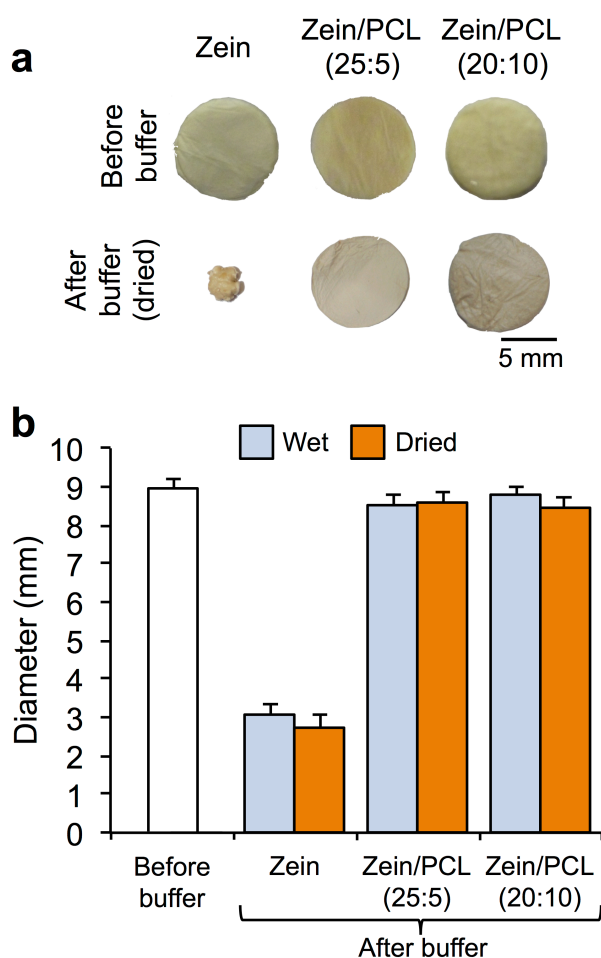 a
Zein
Zein/PCL
(25:5)
Zein/PCL
(20:10)
Before
buffer
After
buffer
(dried)
5 mm
b
Wet
Dried
Diameter (mm)
10
9
8
7
6
5
4
3
2
1
0
Before
buffer
Zein
Zein/PCL
(25:5)
Zein/PCL
(20:10)
After buffer